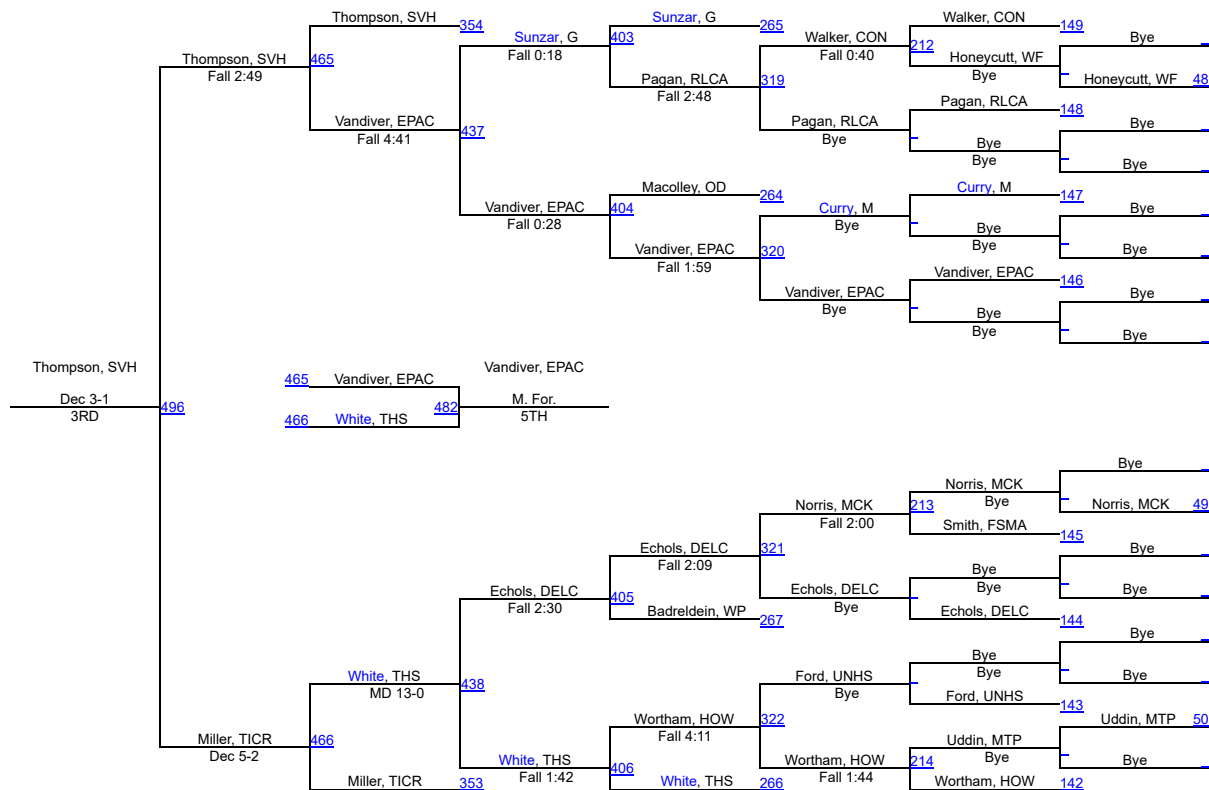 Thompson, SVH
354
Sunzar, G
265
Walker, CON
149
Sunzar, G
403
Walker, CON
212
Bye
Fall 0:18
Fall 0:40
Thompson, SVH
465
Honeycutt, WF
Fall 2:49
Pagan, RLCA
319
Bye
Honeycutt, WF
48
Fall 2:48
Pagan, RLCA
148
Vandiver, EPAC
437
Pagan, RLCA
Bye
Fall 4:41
Bye
Bye
Bye
Bye
Macolley, OD
264
Curry, M
147
Vandiver, EPAC
404
Curry, M
Bye
Fall 0:28
Bye
Bye
Vandiver, EPAC
320
Bye
Bye
Fall 1:59
Vandiver, EPAC
146
Vandiver, EPAC
Bye
Bye
Bye
Bye
Bye
Thompson, SVH
Vandiver, EPAC
465
Vandiver, EPAC
Dec 3-1
496
482
M. For.
3RD
466
White, THS
5TH
Bye
Norris, MCK
Norris, MCK
213
Bye
Norris, MCK
49
Fall 2:00
Smith, FSMA
145
Echols, DELC
321
Bye
Fall 2:09
Bye
Echols, DELC
405
Echols, DELC
Bye
Bye
Fall 2:30
Bye
Badreldein, WP
267
Echols, DELC
144
Bye
Bye
White, THS
438
Ford, UNHS
Bye
Bye
MD 13-0
Bye
Ford, UNHS
143
Wortham, HOW
322
Uddin, MTP
50
Fall 4:11
Miller, TICR
466
Uddin, MTP
Dec 5-2
Bye
White, THS
406
Wortham, HOW
214
Bye
Fall 1:42
Fall 1:44
Miller, TICR
353
White, THS
266
Wortham, HOW
142